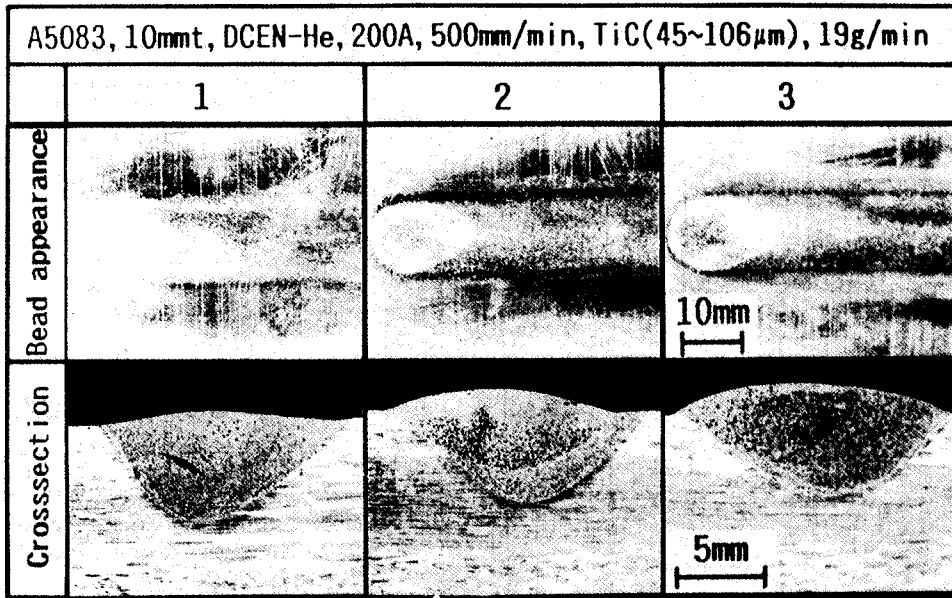 A5083, 10mmt, DCEN-He, 200A, 500mm/min, TiC(45~106μm), 19g/min
1 2 3
Bead appearance
10mm
Crosssection
5mm